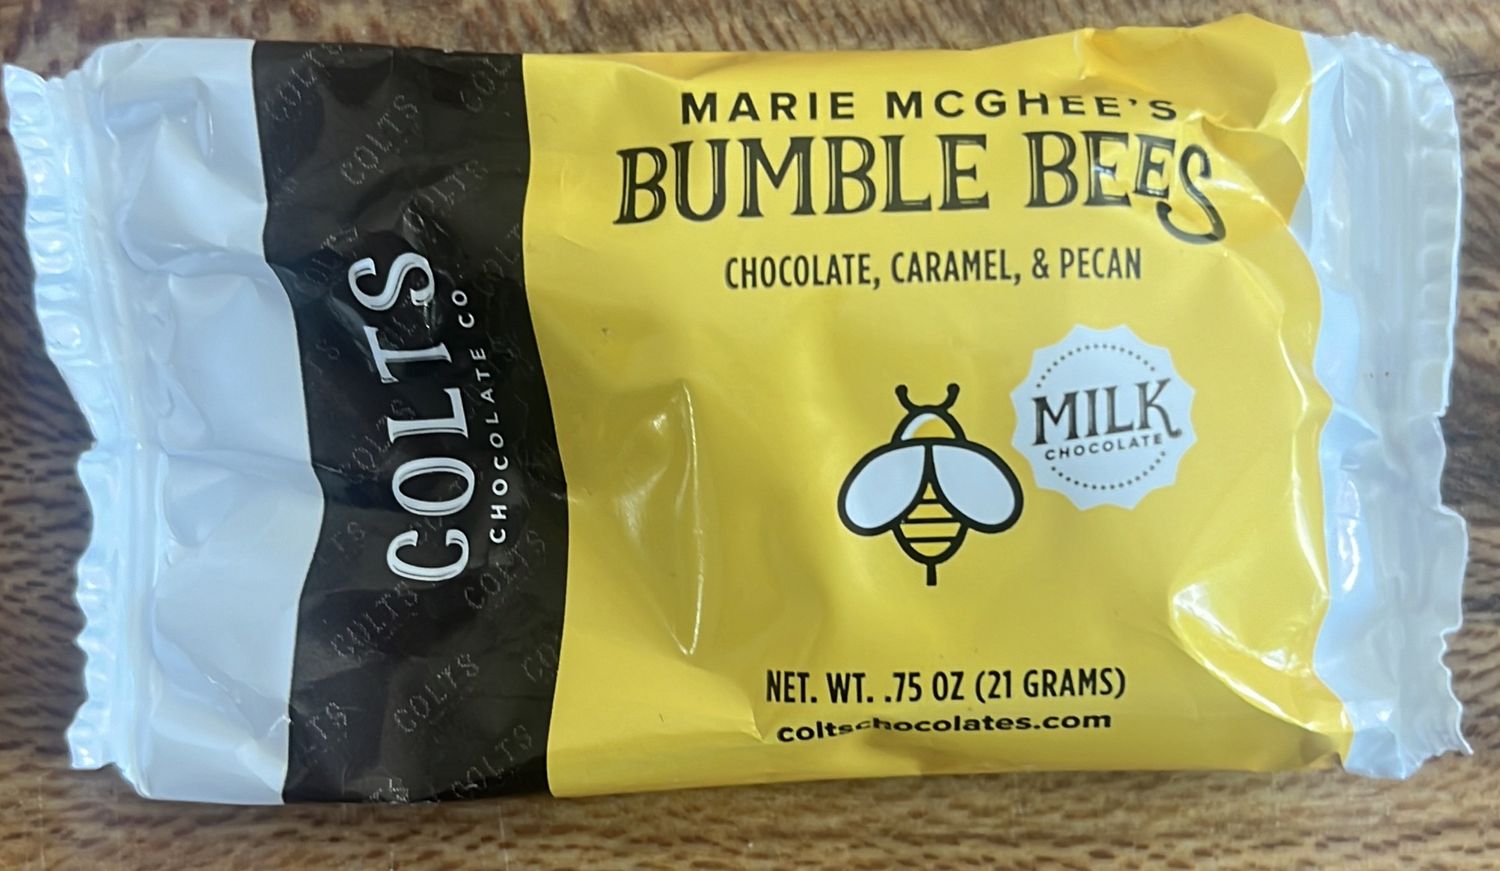 COLTS
CHOCOLATE CO
MARIE MCGHEE'S
BUMBLE BEES
CHOCOLATE, CARAMEL, & PECAN
MILK
CHOCOLATE
NET. WT. .75 OZ (21 GRAMS)
coltschocolates.com